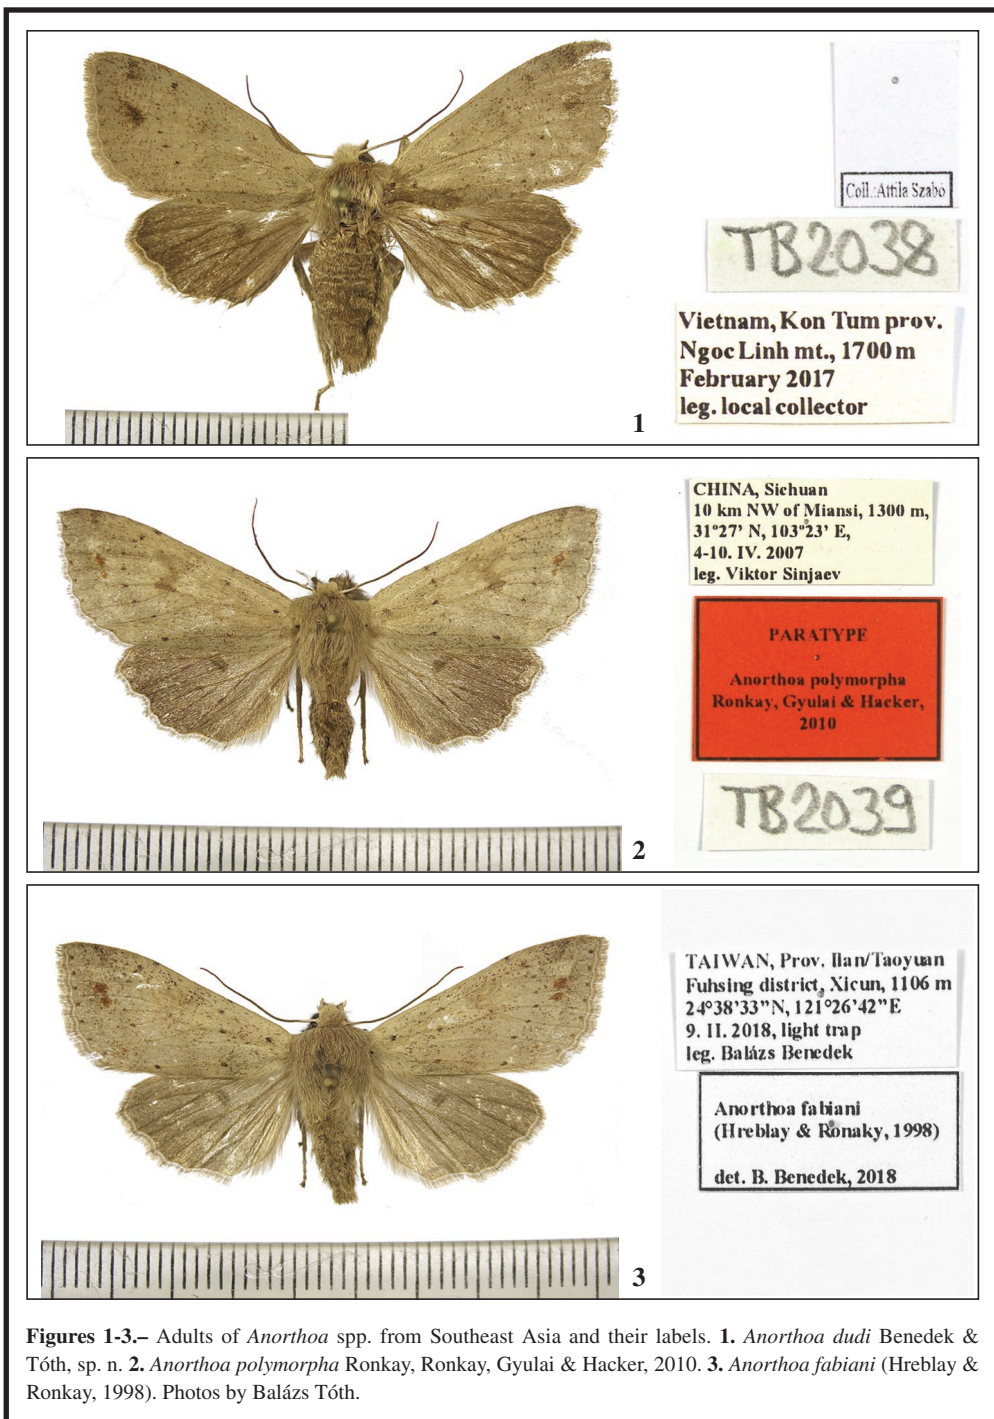 Coll.:Attila Szabó
TB2038
Vietnam, Kon Tum prov.
Ngoc Linh mt., 1700 m
February 2017
leg. local collector
1
CHINA, Sichuan
10 km NW of Miansi, 1300 m,
31°27' N, 103°23' E,
4-10. IV. 2007
leg. Viktor Sinjaev
PARATYPE
Anorthoa polymorpha
Ronkay, Gyulai & Hacker,
2010
TB2039
2
TAIWAN, Prov. Ilan/Taoyuan
Fuhsing district, Xicun, 1106 m
24°38'33"N, 121°26'42"E
9. II. 2018, light trap
leg. Balázs Benedek
Anorthoa fabiani
(Hreblay & Ronaky, 1998)
det. B. Benedek, 2018
3
Figures 1-3.– Adults of Anorthoa spp. from Southeast Asia and their labels. 1. Anorthoa dudi Benedek &
Tóth, sp. n. 2. Anorthoa polymorpha Ronkay, Ronkay, Gyulai & Hacker, 2010. 3. Anorthoa fabiani (Hreblay &
Ronkay, 1998). Photos by Balázs Tóth.